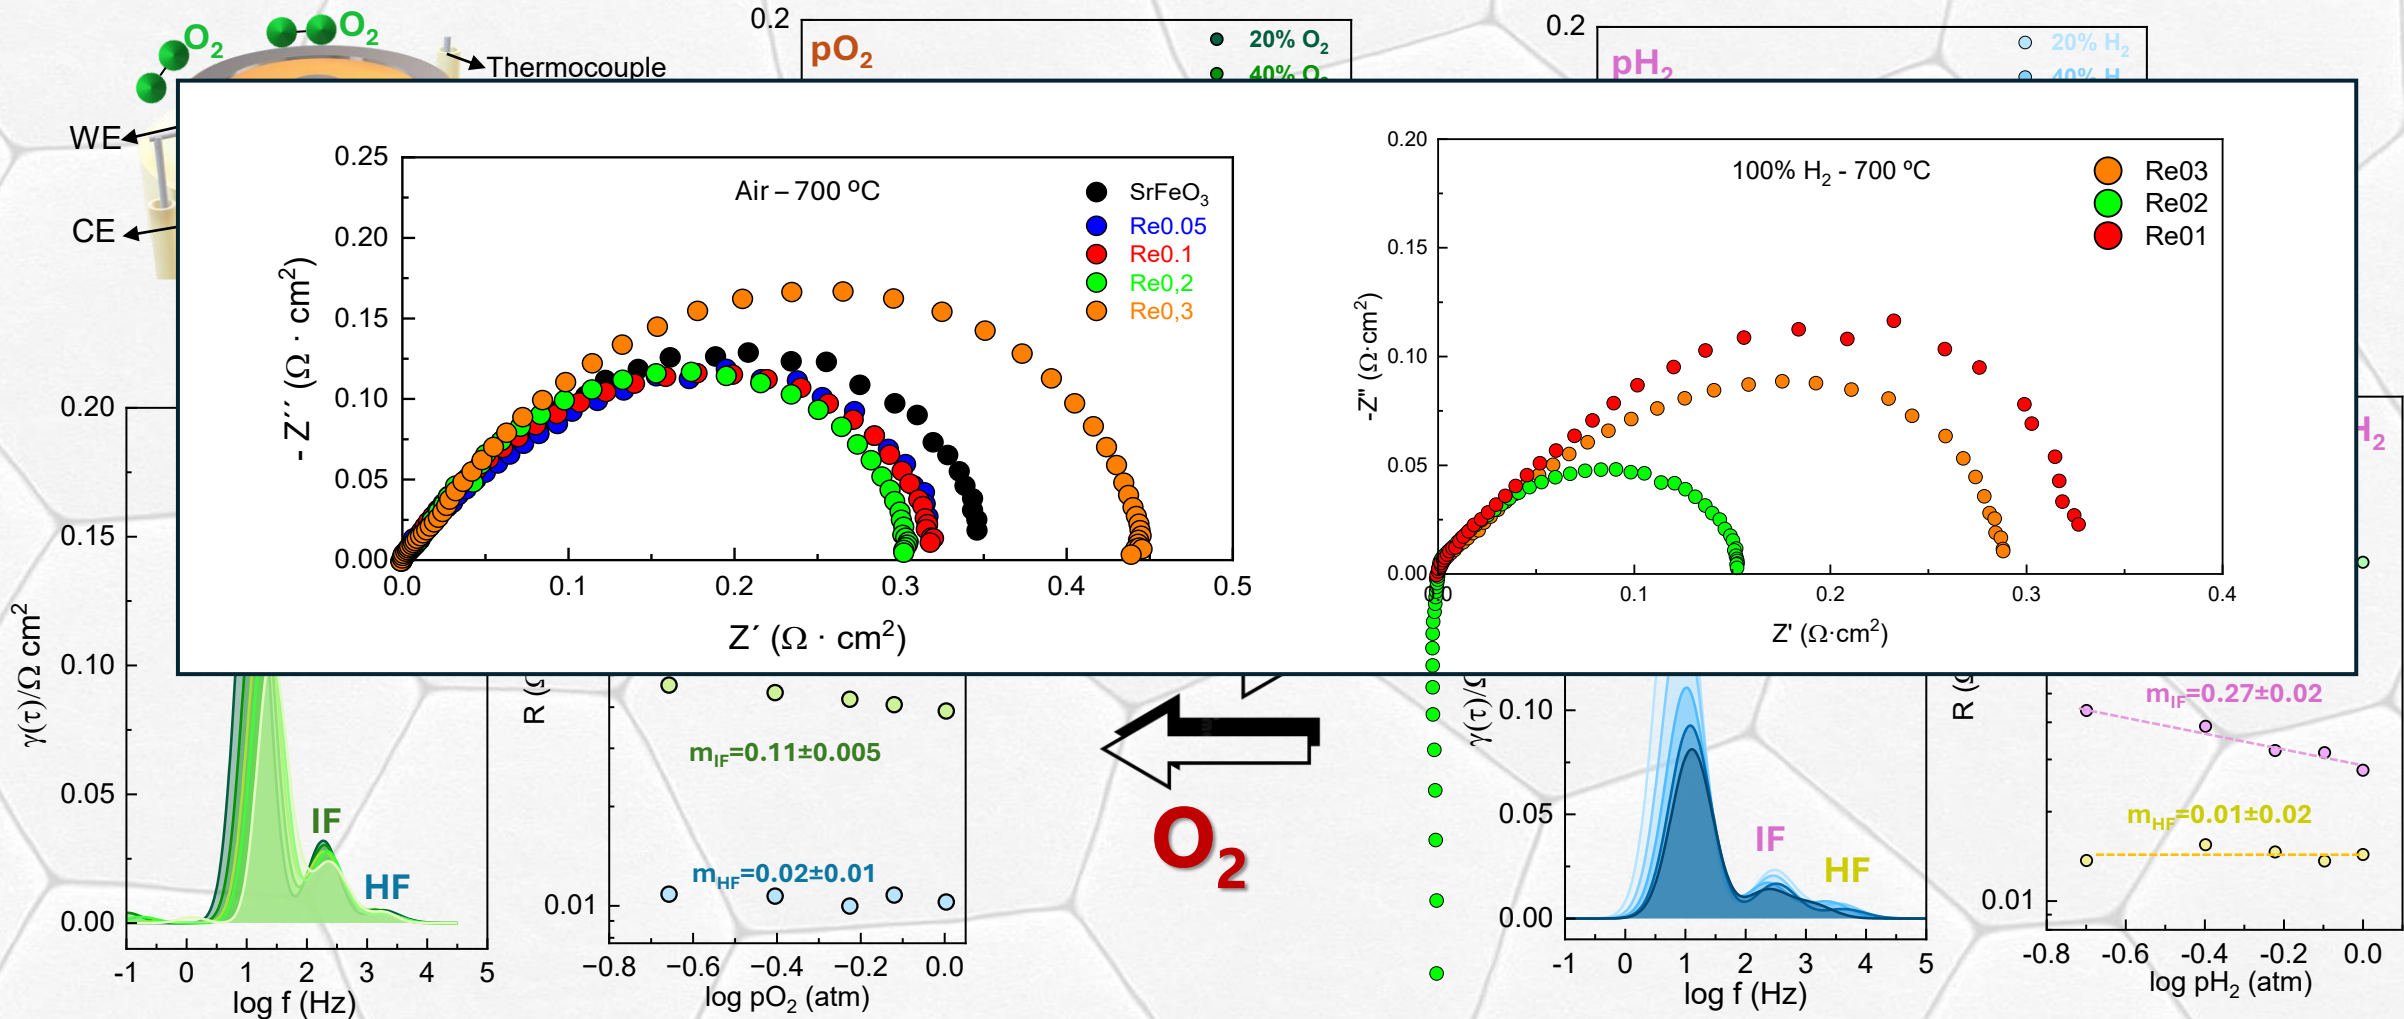 O2
O2
Thermocouple
WE
CE
0.2
pO2
20% O2
40% O2
0.2
pH2
20% H2
40% H2
0.25
0.20
0.15
0.10
0.05
0.00
- Z´´ (Ω · cm2)
Air – 700 ºC
SrFeO3
Re0.05
Re0.1
Re0,2
Re0,3
0.0 0.1 0.2 0.3 0.4 0.5
Z´ (Ω · cm2)
0.20
0.15
0.10
0.05
0.00
-Z" (Ω·cm2)
100% H2 - 700 ºC
Re03
Re02
Re01
0.1 0.2 0.3 0.4
Z' (Ω·cm2)
H2
0.20
0.15
0.10
0.05
0.00
γ(τ)/Ω cm2
IF
HF
-1 0 1 2 3 4 5
log f (Hz)
R (Ω
mIF=0.11±0.005
mHF=0.02±0.01
0.01
−0.8 −0.6 −0.4 −0.2 0.0
log pO2 (atm)
O2
γ(τ)/Ω
0.10
0.05
0.00
IF
HF
-1 0 1 2 3 4 5
log f (Hz)
R (Ω
mIF=0.27±0.02
mHF=0.01±0.02
0.01
-0.8 -0.6 -0.4 -0.2 0.0
log pH2 (atm)